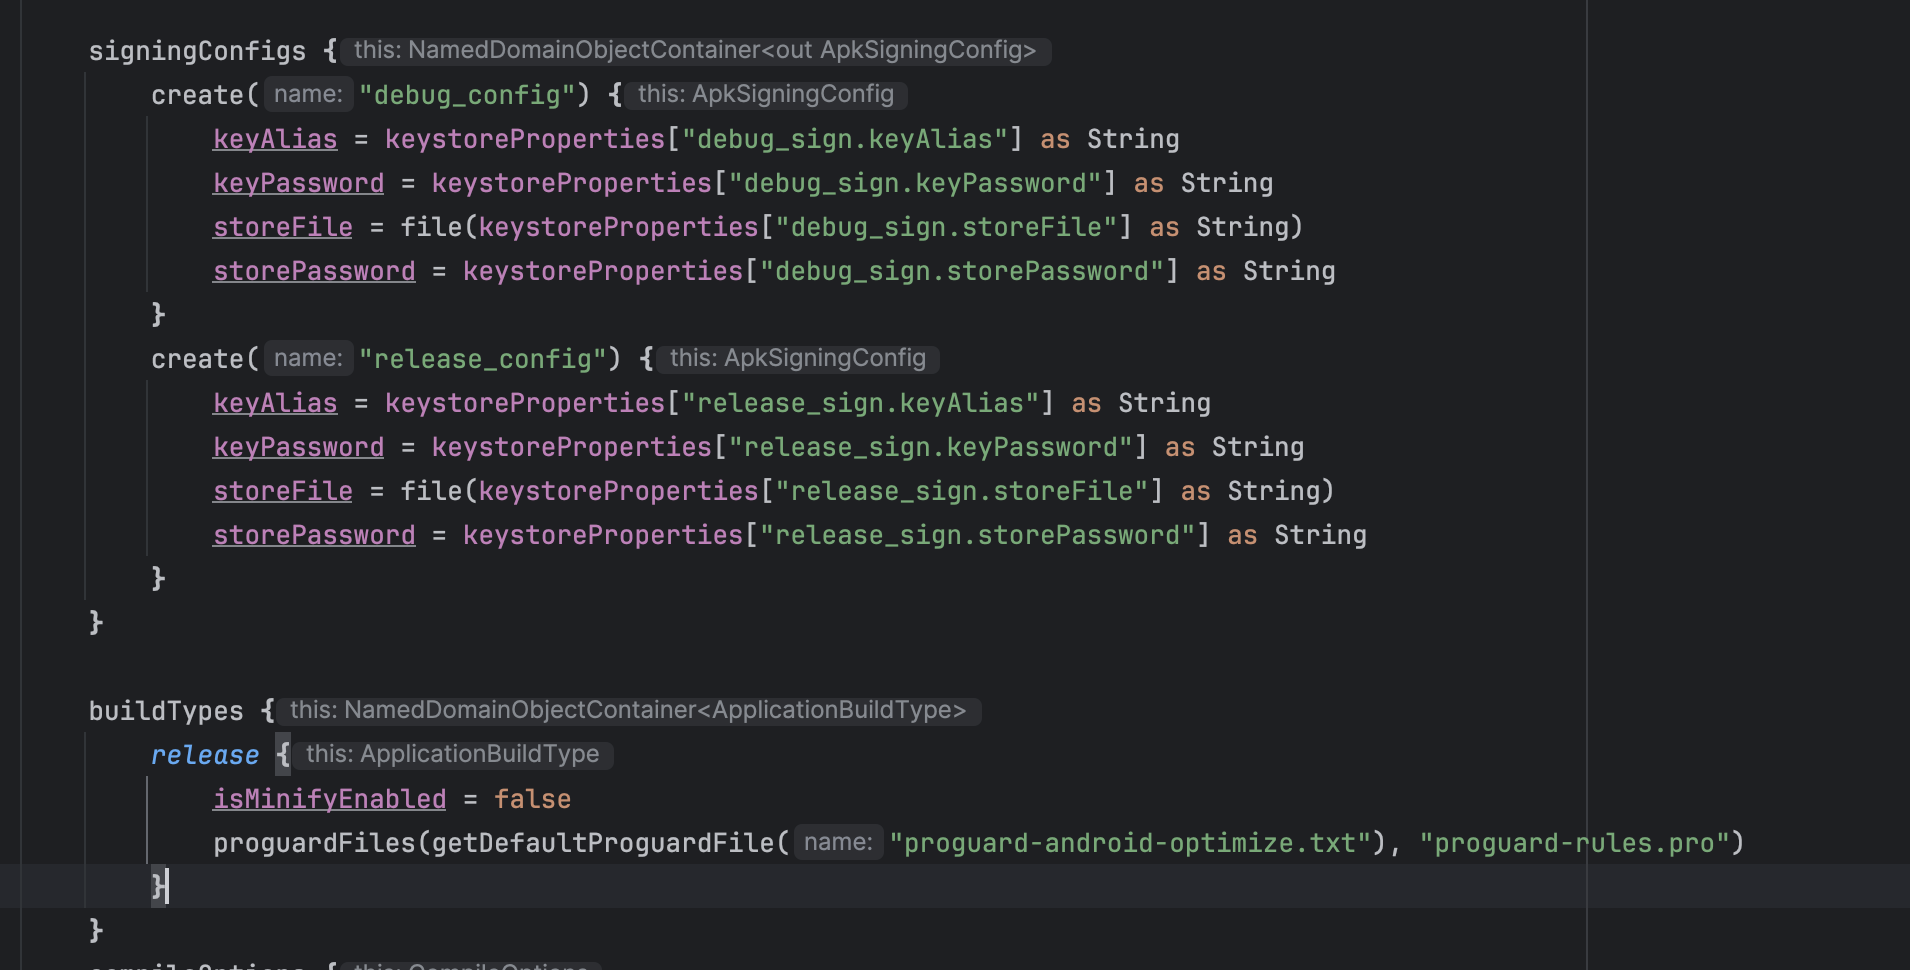 signingConfigs { this: NamedDomainObjectContainer<out ApkSigningConfig>
create( name: "debug_config") { this: ApkSigningConfig
keyAlias = keystoreProperties["debug_sign.keyAlias"] as String
keyPassword = keystoreProperties["debug_sign.keyPassword"] as String
storeFile = file(keystoreProperties["debug_sign.storeFile"] as String)
storePassword = keystoreProperties["debug_sign.storePassword"] as String
}
create( name: "release_config") { this: ApkSigningConfig
keyAlias = keystoreProperties["release_sign.keyAlias"] as String
keyPassword = keystoreProperties["release_sign.keyPassword"] as String
storeFile = file(keystoreProperties["release_sign.storeFile"] as String)
storePassword = keystoreProperties["release_sign.storePassword"] as String
}
}
buildTypes { this: NamedDomainObjectContainer<ApplicationBuildType>
release { this: ApplicationBuildType
isMinifyEnabled = false
proguardFiles(getDefaultProguardFile( name: "proguard-android-optimize.txt"), "proguard-rules.pro")
}
}
compileOptions { this: CompileOptions